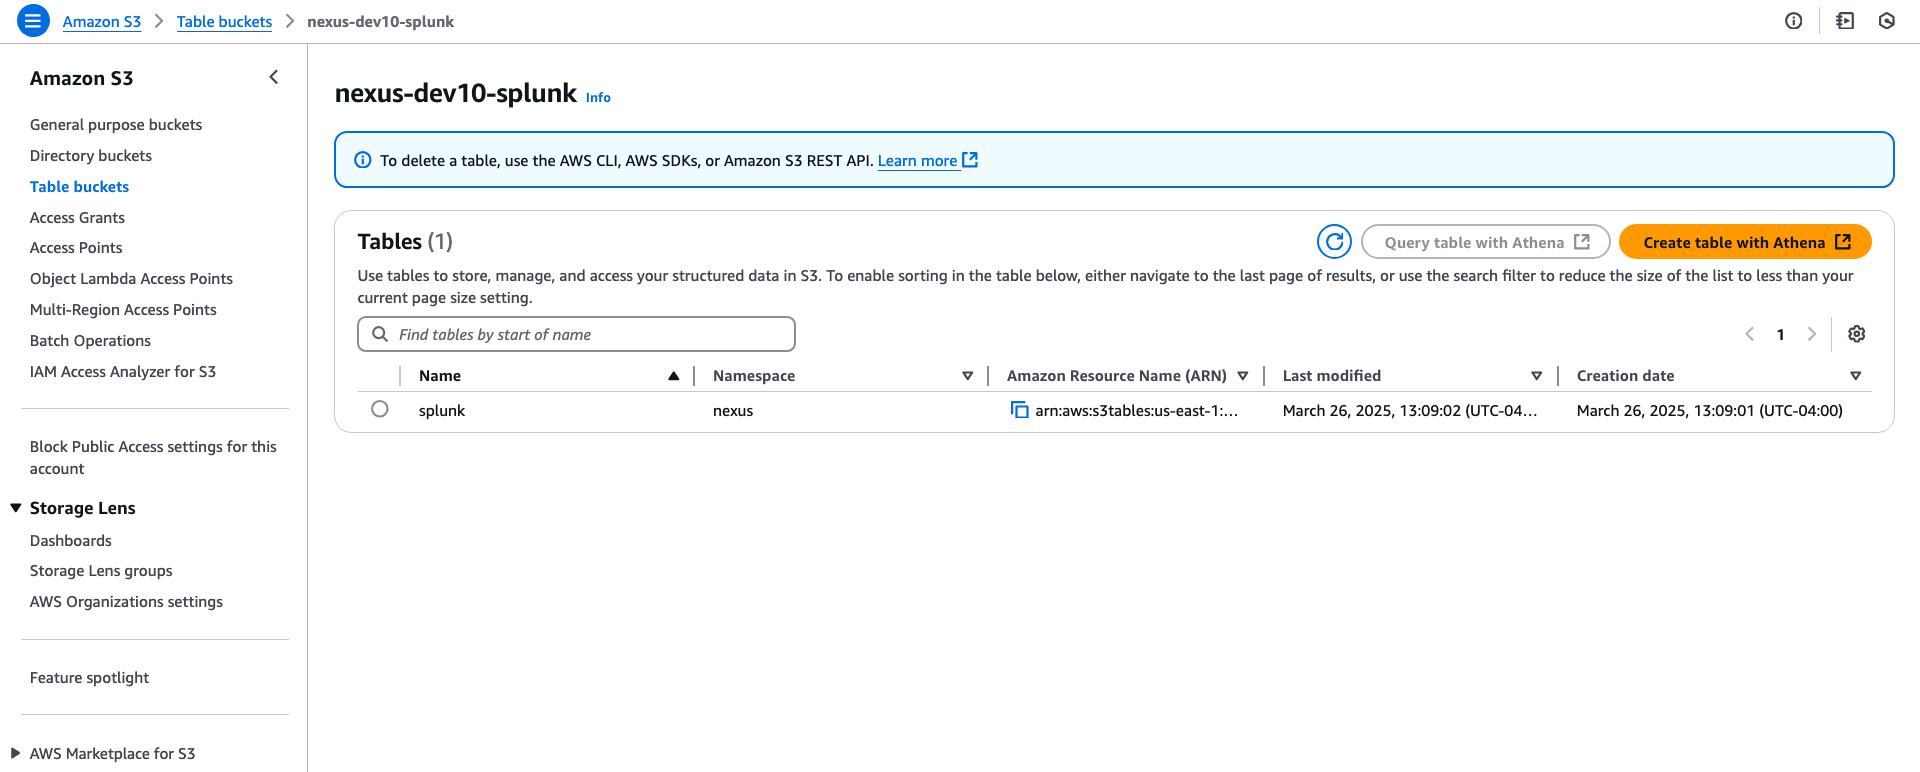 Amazon S3 > Table buckets > nexus-dev10-splunk
Amazon S3
General purpose buckets
Directory buckets
Table buckets
Access Grants
Access Points
Object Lambda Access Points
Multi-Region Access Points
Batch Operations
IAM Access Analyzer for S3
Block Public Access settings for this
account
Storage Lens
Dashboards
Storage Lens groups
AWS Organizations settings
Feature spotlight
AWS Marketplace for S3
nexus-dev10-splunk Info
To delete a table, use the AWS CLI, AWS SDKs, or Amazon S3 REST API. Learn more
Tables (1)
Query table with Athena
Create table with Athena
Use tables to store, manage, and access your structured data in S3. To enable sorting in the table below, either navigate to the last page of results, or use the search filter to reduce the size of the list to less than your
current page size setting.
Find tables by start of name
1
Name Namespace Amazon Resource Name (ARN) Last modified Creation date
splunk nexus arn:aws:s3tables:us-east-1:... March 26, 2025, 13:09:02 (UTC-04... March 26, 2025, 13:09:01 (UTC-04:00)